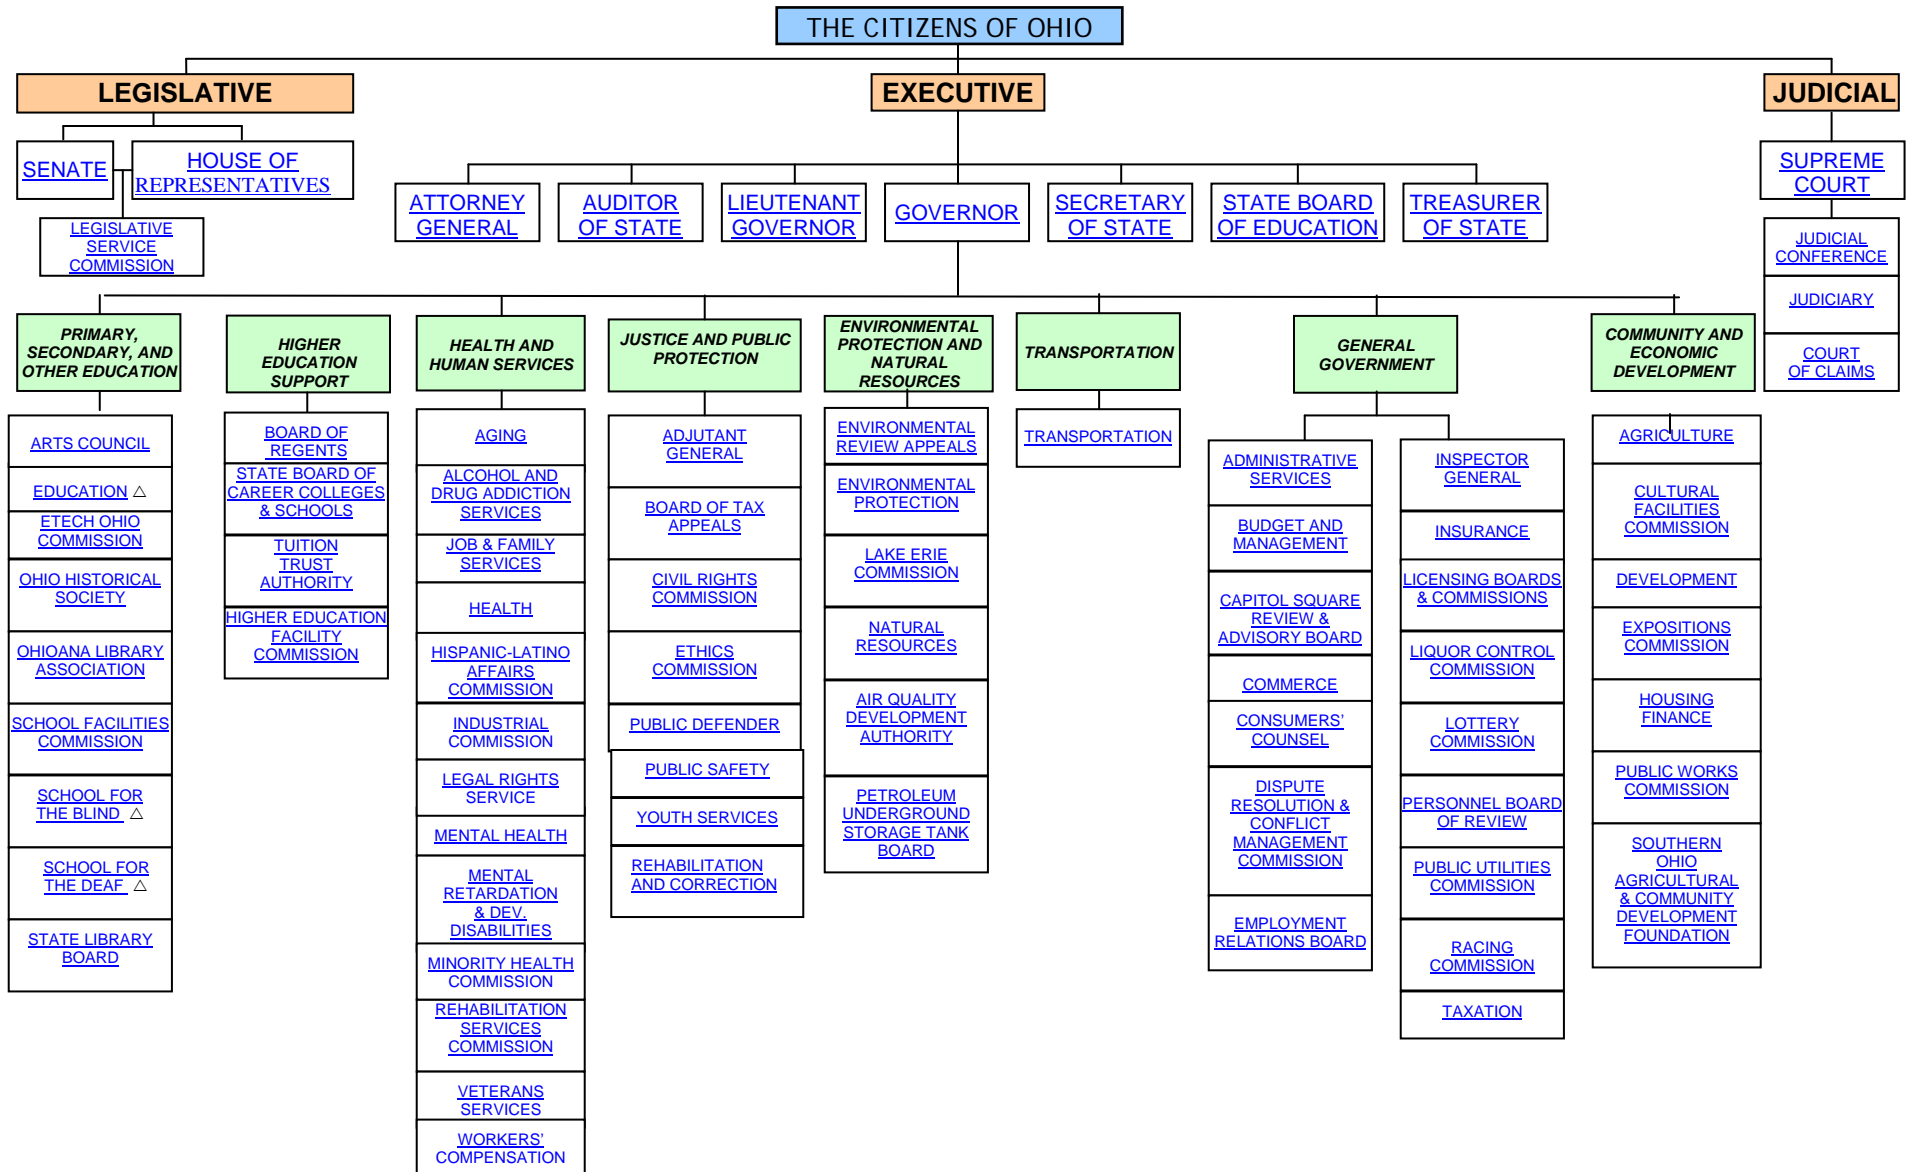 THE CITIZENS OF OHIO
LEGISLATIVE
EXECUTIVE
JUDICIAL
SENATE
HOUSE OF
REPRESENTATIVES
LEGISLATIVE
SERVICE
COMMISSION
ATTORNEY
GENERAL
AUDITOR
OF STATE
LIEUTENANT
GOVERNOR
GOVERNOR
SECRETARY
OF STATE
STATE BOARD
OF EDUCATION
TREASURER
OF STATE
SUPREME
COURT
JUDICIAL
CONFERENCE
JUDICIARY
COURT
OF CLAIMS
PRIMARY,
SECONDARY, AND
OTHER EDUCATION
ARTS COUNCIL
EDUCATION △
ETECH OHIO
COMMISSION
OHIO HISTORICAL
SOCIETY
OHIOANA LIBRARY
ASSOCIATION
SCHOOL FACILITIES
COMMISSION
SCHOOL FOR
THE BLIND △
SCHOOL FOR
THE DEAF △
STATE LIBRARY
BOARD
HIGHER
EDUCATION
SUPPORT
BOARD OF
REGENTS
STATE BOARD OF
CAREER COLLEGES
& SCHOOLS
TUITION
TRUST
AUTHORITY
HIGHER EDUCATION
FACILITY
COMMISSION
HEALTH AND
HUMAN SERVICES
AGING
ALCOHOL AND
DRUG ADDICTION
SERVICES
JOB & FAMILY
SERVICES
HEALTH
HISPANIC-LATINO
AFFAIRS
COMMISSION
INDUSTRIAL
COMMISSION
LEGAL RIGHTS
SERVICE
MENTAL HEALTH
MENTAL
RETARDATION
& DEV.
DISABILITIES
MINORITY HEALTH
COMMISSION
REHABILITATION
SERVICES
COMMISSION
VETERANS
SERVICES
WORKERS'
COMPENSATION
JUSTICE AND PUBLIC
PROTECTION
ADJUTANT
GENERAL
BOARD OF TAX
APPEALS
CIVIL RIGHTS
COMMISSION
ETHICS
COMMISSION
PUBLIC DEFENDER
PUBLIC SAFETY
YOUTH SERVICES
REHABILITATION
AND CORRECTION
ENVIRONMENTAL
PROTECTION AND
NATURAL
RESOURCES
ENVIRONMENTAL
REVIEW APPEALS
ENVIRONMENTAL
PROTECTION
LAKE ERIE
COMMISSION
NATURAL
RESOURCES
AIR QUALITY
DEVELOPMENT
AUTHORITY
PETROLEUM
UNDERGROUND
STORAGE TANK
BOARD
TRANSPORTATION
TRANSPORTATION
GENERAL
GOVERNMENT
ADMINISTRATIVE
SERVICES
BUDGET AND
MANAGEMENT
CAPITOL SQUARE
REVIEW &
ADVISORY BOARD
COMMERCE
CONSUMERS'
COUNSEL
DISPUTE
RESOLUTION &
CONFLICT
MANAGEMENT
COMMISSION
EMPLOYMENT
RELATIONS BOARD
INSPECTOR
GENERAL
INSURANCE
LICENSING BOARDS
& COMMISSIONS
LIQUOR CONTROL
COMMISSION
LOTTERY
COMMISSION
PERSONNEL BOARD
OF REVIEW
PUBLIC UTILITIES
COMMISSION
RACING
COMMISSION
TAXATION
COMMUNITY AND
ECONOMIC
DEVELOPMENT
AGRICULTURE
CULTURAL
FACILITIES
COMMISSION
DEVELOPMENT
EXPOSITIONS
COMMISSION
HOUSING
FINANCE
PUBLIC WORKS
COMMISSION
SOUTHERN
OHIO
AGRICULTURAL
& COMMUNITY
DEVELOPMENT
FOUNDATION